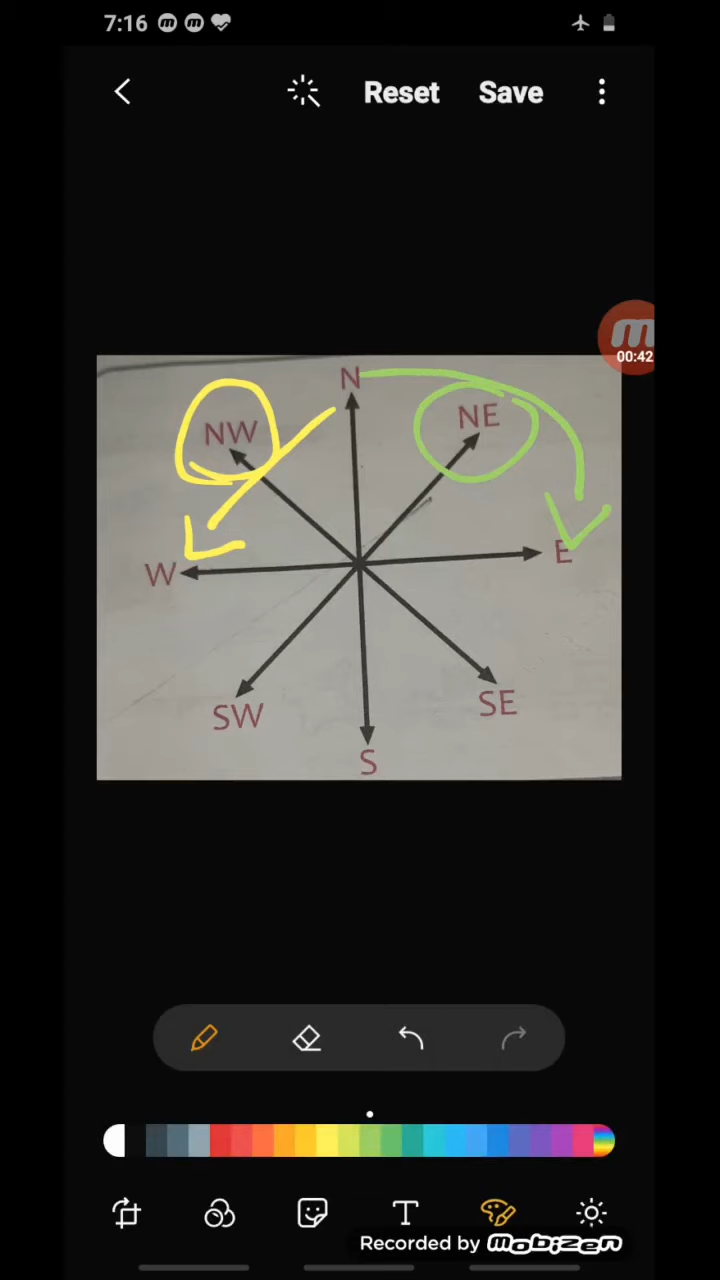 7:16
Reset Save
00:42
N
NW NE
W E
SW SE
S
T
Recorded by mobizen